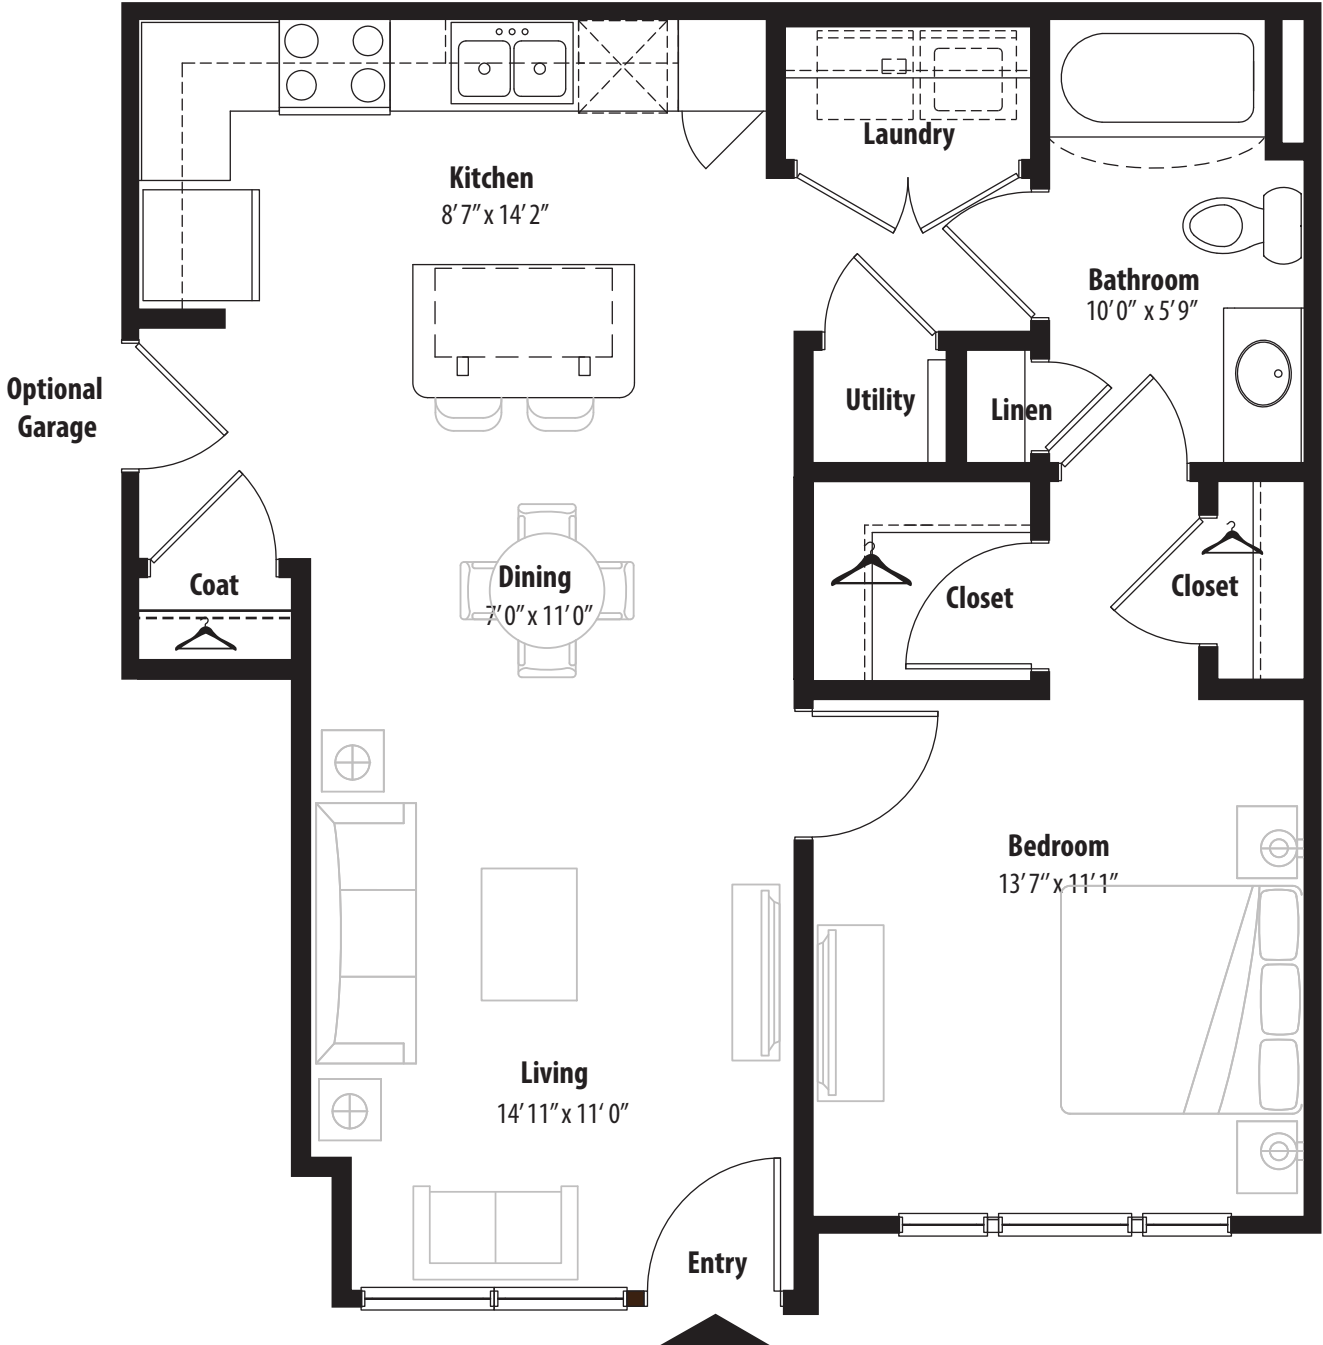 Laundry
Kitchen
8’7” x 14’2”
Bathroom
10’0” x 5’9”
Optional
Garage
Utility
Linen
Coat
Dining
7’0” x 11’0”
Closet
Closet
Bedroom
13’7” x 11’1”
Living
14’11” x 11‘0”
Entry